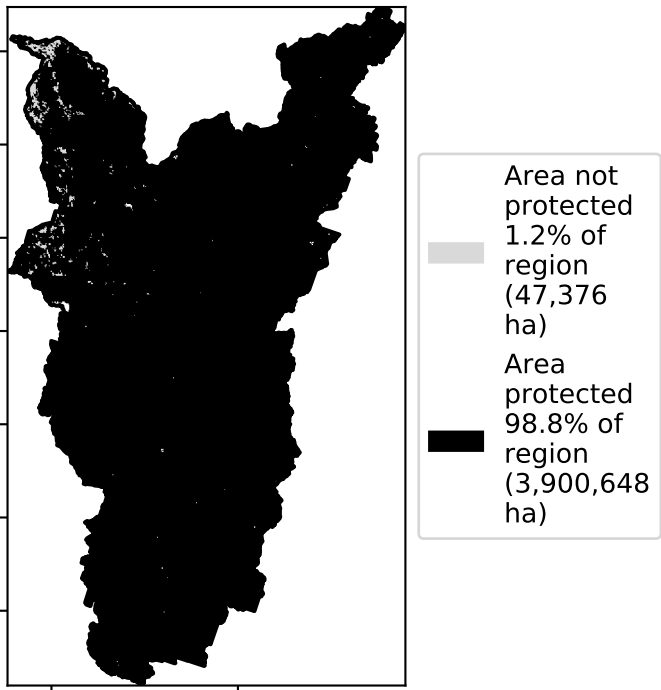 Area not
protected
1.2% of
region
(47,376
ha)
Area
protected
98.8% of
region
(3,900,648
ha)